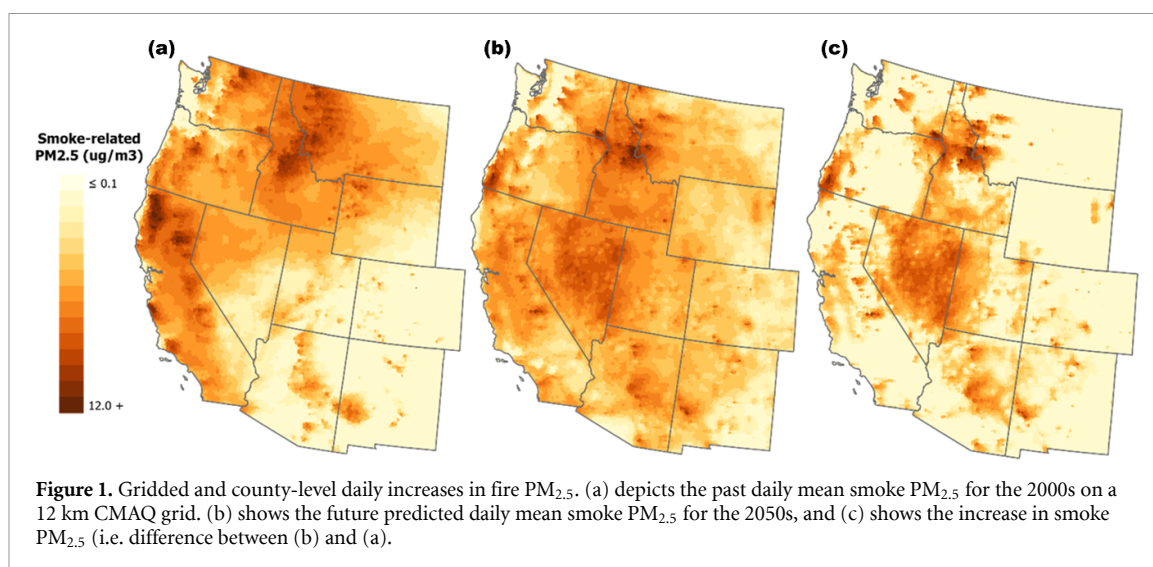 (a)
(b)
(c)
Smoke-related
PM2.5 (ug/m3)
≤ 0.1
12.0 +
Figure 1. Gridded and county-level daily increases in fire PM2.5. (a) depicts the past daily mean smoke PM2.5 for the 2000s on a
12 km CMAQ grid. (b) shows the future predicted daily mean smoke PM2.5 for the 2050s, and (c) shows the increase in smoke
PM2.5 (i.e. difference between (b) and (a).